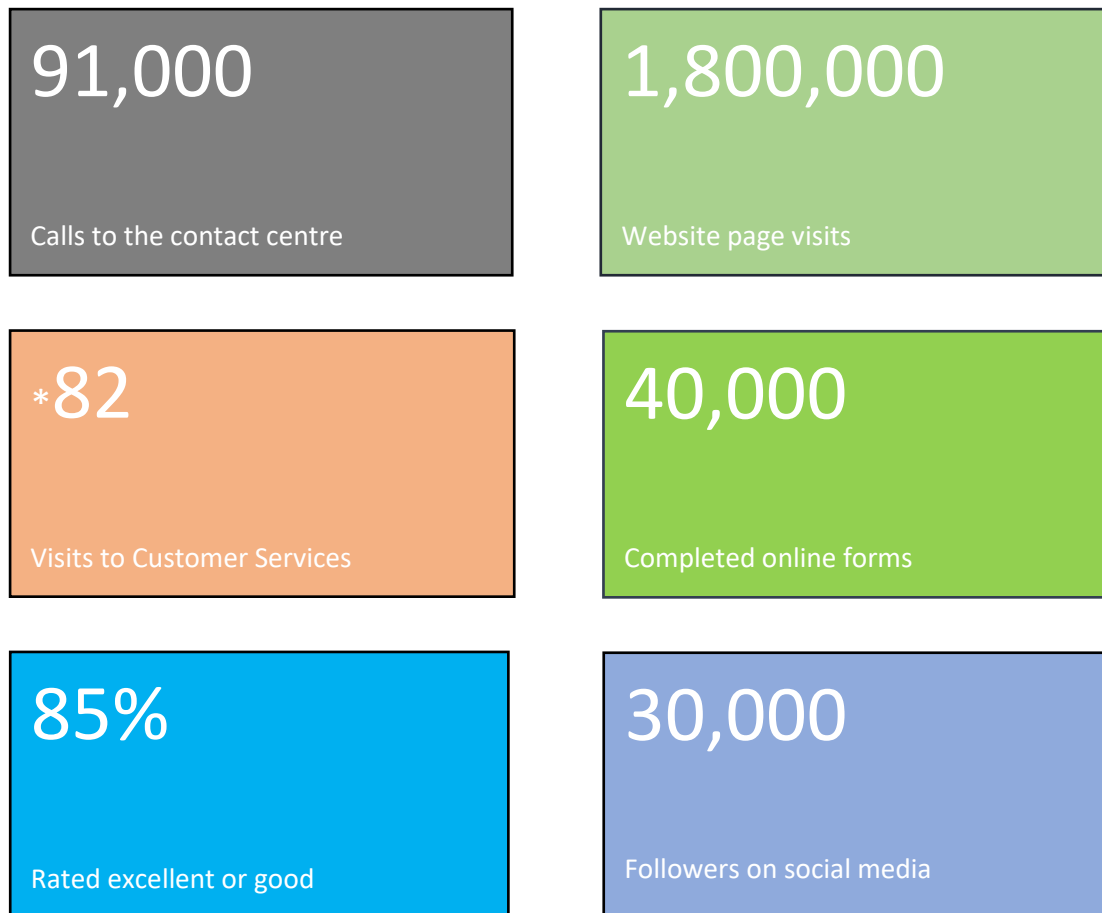 91,000
Calls to the contact centre
1,800,000
Website page visits
*82
Visits to Customer Services
40,000
Completed online forms
85%
Rated excellent or good
30,000
Followers on social media